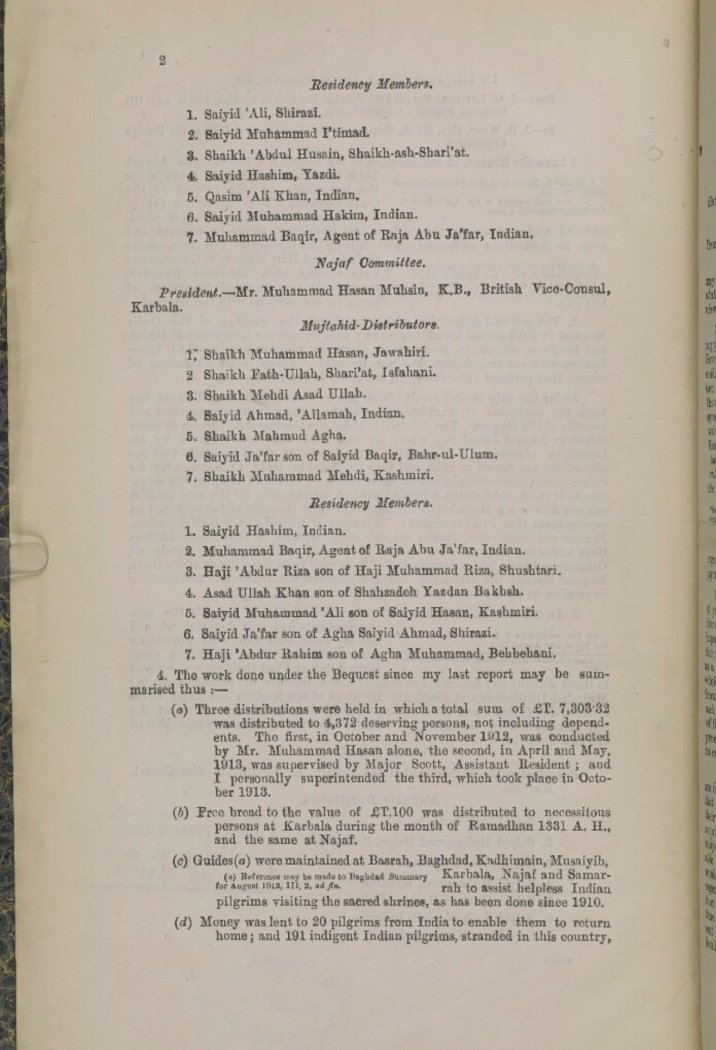 2
Residency Members.
1. Saiyid 'Ali, Shirazi.
2. Saiyid Muhammad I'timad.
3. Shaikh 'Abdul Husain, Shaikh-ash-Shari'at.
4. Saiyid Hashim, Yazdi.
5. Qasim 'Ali Khan, Indian.
6. Saiyid Muhammad Hakim, Indian.
7. Muhammad Baqir, Agent of Raja Abu Ja'far, Indian.
Najaf Committee.
President.—Mr. Muhammad Hasan Muhsin, K.B., British Vice-Consul,
Karbala.
Mujtahid-Distributors.
1. Shaikh Muhammad Hasan, Jawahiri.
2 Shaikh Fath-Ullah, Shari'at, Isfahani.
3. Shaikh Mehdi Asad Ullah.
4. Saiyid Ahmad, 'Allamah, Indian.
5. Shaikh Mahmud Agha.
6. Saiyid Ja'far son of Saiyid Baqir, Bahr-ul-Ulum.
7. Shaikh Muhammad Mehdi, Kashmiri.
Residency Members.
1. Saiyid Hashim, Indian.
2. Muhammad Baqir, Agent of Raja Abu Ja'far, Indian.
3. Haji 'Abdur Riza son of Haji Muhammad Riza, Shushtari.
4. Asad Ullah Khan son of Shahzadeh Yazdan Bakhsh.
5. Saiyid Muhammad 'Ali son of Saiyid Hasan, Kashmiri.
6. Saiyid Ja'far son of Agha Saiyid Ahmad, Shirazi.
7. Haji 'Abdur Rahim son of Agha Muhammad, Behbehani.
4. The work done under the Bequest since my last report may be sum-
marised thus :—
(a) Three distributions were held in which a total sum of £T. 7,303·32
was distributed to 4,372 deserving persons, not including depend-
ents. The first, in October and November 1912, was conducted
by Mr. Muhammad Hasan alone, the second, in April and May,
1913, was supervised by Major Scott, Assistant Resident ; and
I personally superintended the third, which took place in Octo-
ber 1913.
(b) Free bread to the value of £T.100 was distributed to necessitous
persons at Karbala during the month of Ramadhan 1331 A. H.,
and the same at Najaf.
(c) Guides(a) were maintained at Basrah, Baghdad, Kadhimain, Musaiyib,
Karbala, Najaf and Samar-
rah to assist helpless Indian
(a) Reference may be made to Baghdad Summary
for August 1913, III, 2, ad fin.
pilgrims visiting the sacred shrines, as has been done since 1910.
(d) Money was lent to 20 pilgrims from India to enable them to return
home ; and 191 indigent Indian pilgrims, stranded in this country,